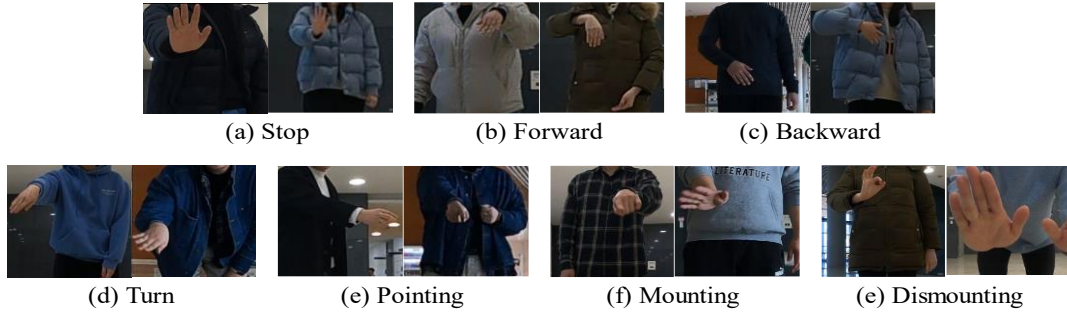 (a) Stop
(b) Forward
(c) Backward
LITERATURE
(d) Turn
(e) Pointing
(f) Mounting
(e) Dismounting